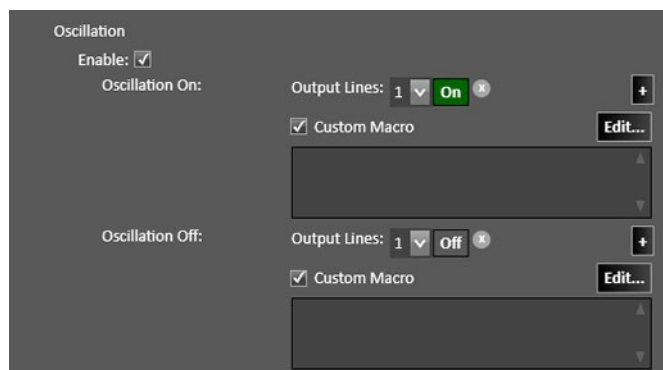 Oscillation
Enable:
Oscillation On: Output Lines: 1 On x +
Custom Macro Edit...
Oscillation Off: Output Lines: 1 Off x +
Custom Macro Edit...